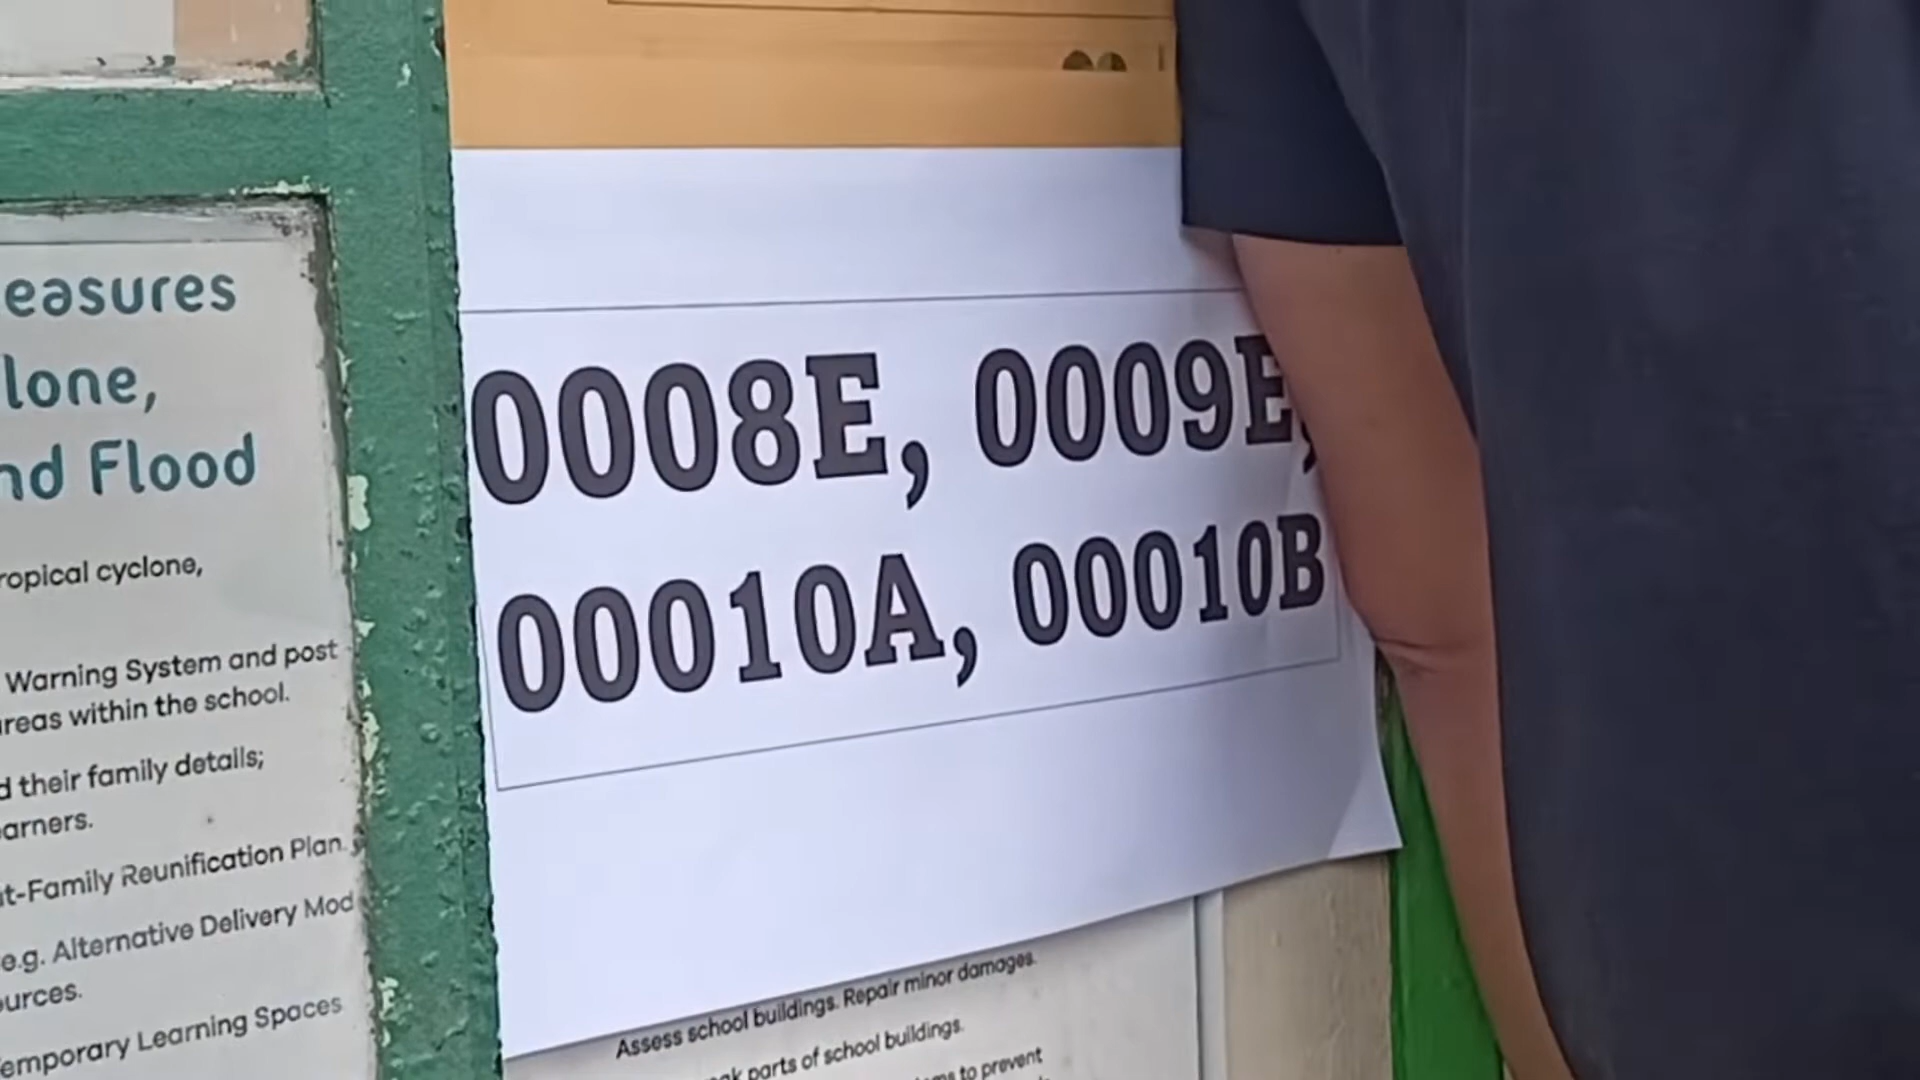 easures
lone,
nd Flood
ropical cyclone,
Warning System and post
reas within the school.
d their family details;
arners.
t-Family Reunification Plan.
e.g. Alternative Delivery Mod
urces.
emporary Learning Spaces
0008E, 0009E,
00010A, 00010B
Assess school buildings. Repair minor damages.
parts of school buildings.
to prevent